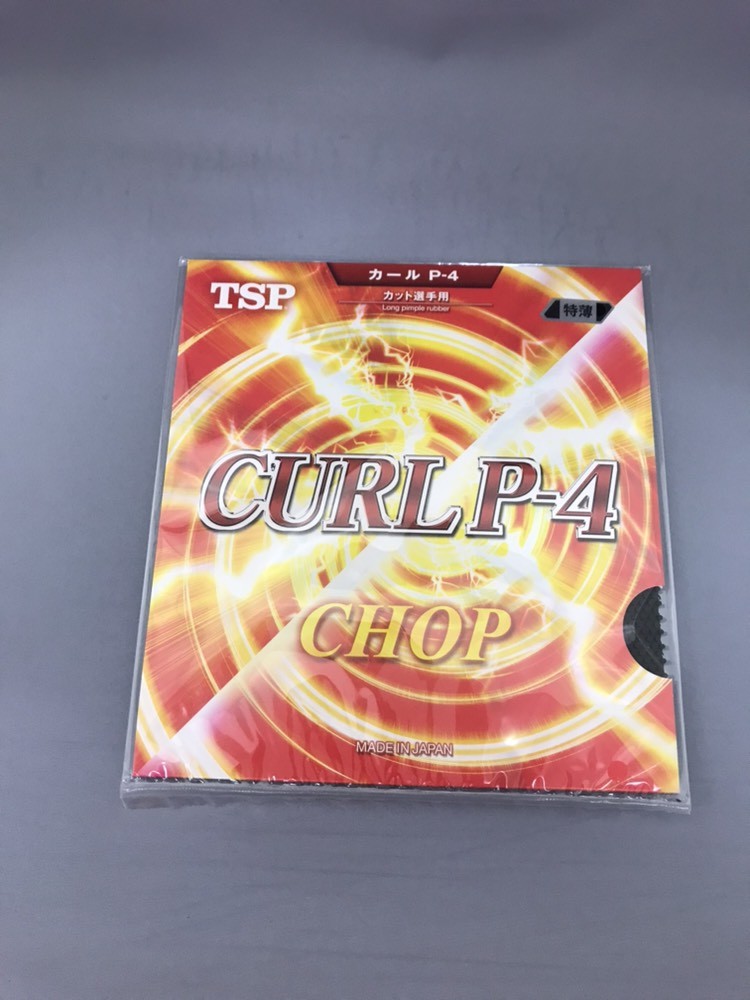 カール P-4
TSP
カット選手用
Long pimple rubber
特薄
CURL P-4
CHOP
MADE IN JAPAN